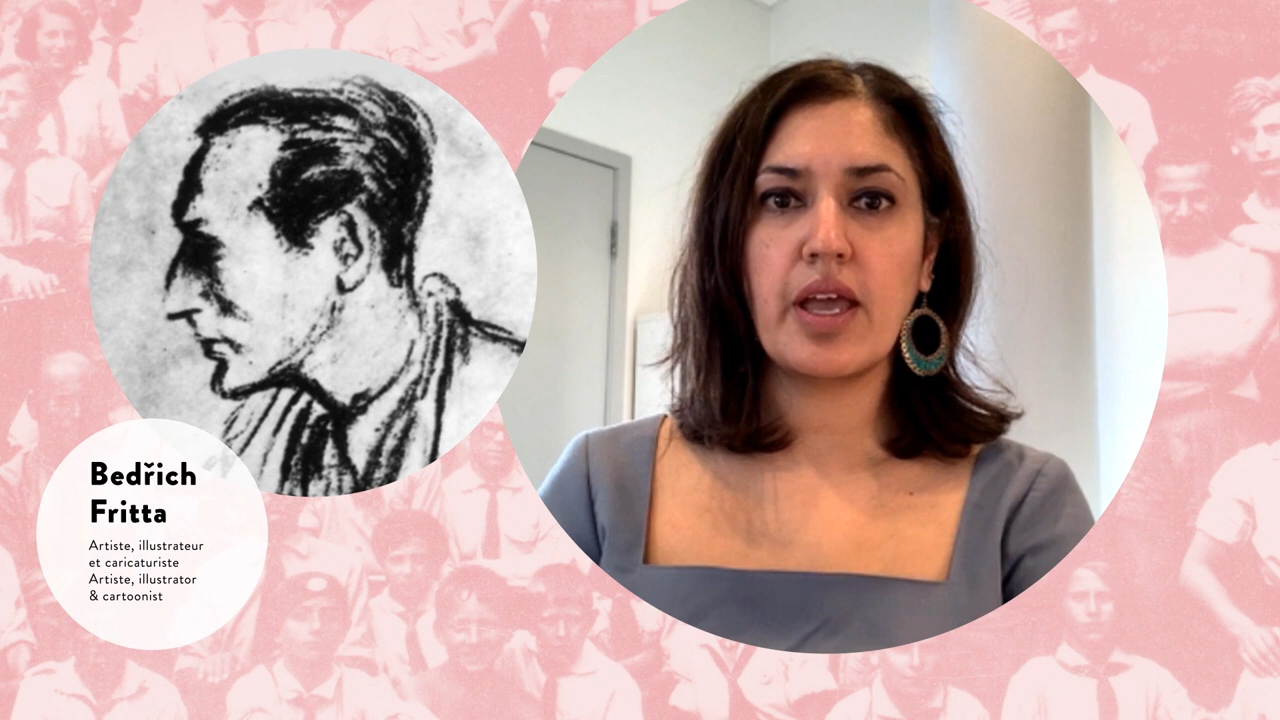 Bedřich
Fritta
Artiste, illustrateur
et caricaturiste
Artiste, illustrator
& cartoonist